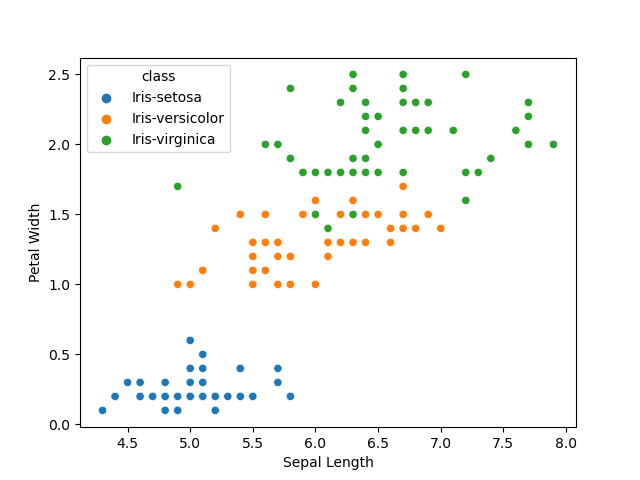 class
Iris-setosa
Iris-versicolor
Iris-virginica
2.5
2.0
1.5
1.0
0.5
0.0
Petal Width
4.5 5.0 5.5 6.0 6.5 7.0 7.5 8.0
Sepal Length